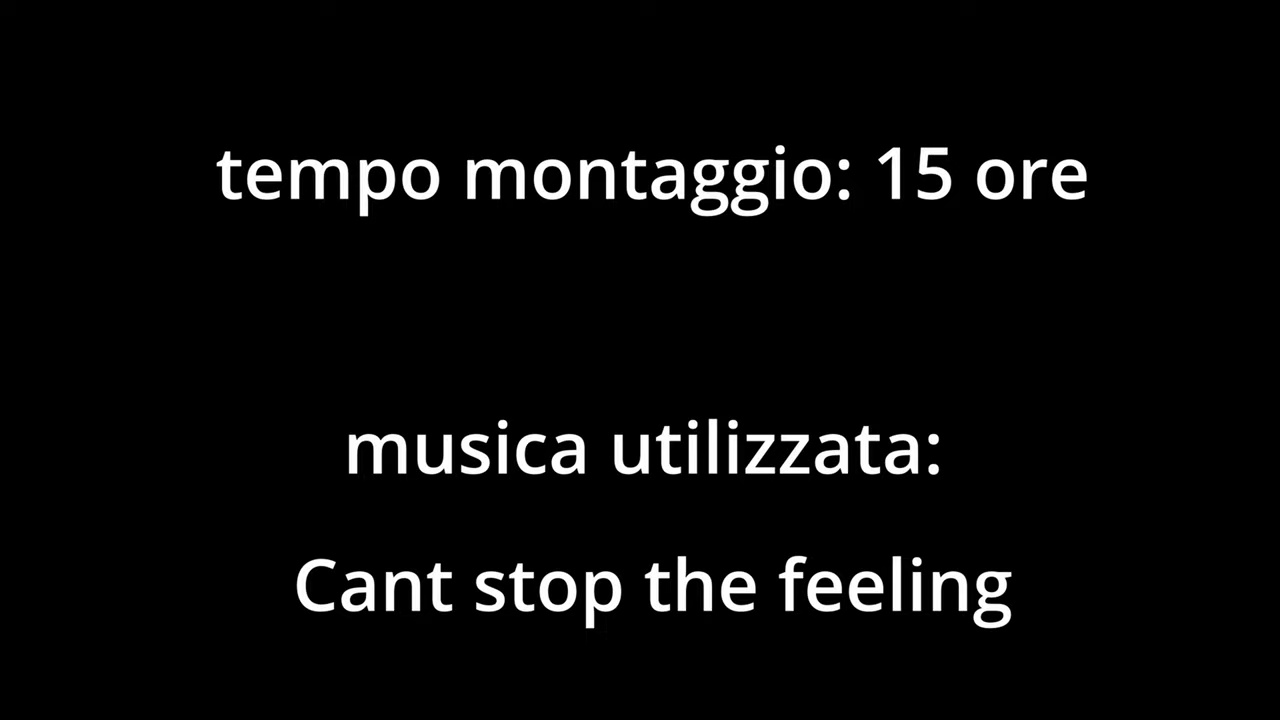 tempo montaggio: 15 ore
musica utilizzata:
Cant stop the feeling